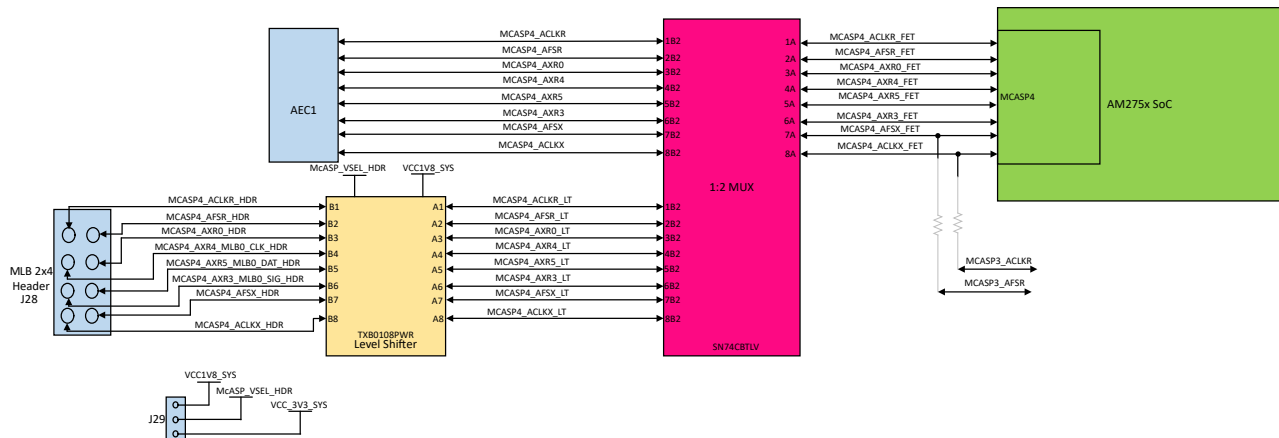 AEC1
MCASP4_ACLKR
MCASP4_AFSR
MCASP4_AXR0
MCASP4_AXR4
MCASP4_AXR5
MCASP4_AXR3
MCASP4_AFSX
MCASP4_ACLKX
1B2
2B2
3B2
4B2
5B2
6B2
7B2
8B2
1A
2A
3A
4A
5A
6A
7A
8A
MCASP4_ACLKR_FET
MCASP4_AFSR_FET
MCASP4_AXR0_FET
MCASP4_AXR4_FET
MCASP4_AXR5_FET
MCASP4_AXR3_FET
MCASP4_AFSX_FET
MCASP4_ACLKX_FET
MCASP4
AM275x SoC
1:2 MUX
McASP_VSEL_HDR
VCC1V8_SYS
MCASP4_ACLKR_HDR
MCASP4_AFSR_HDR
MCASP4_AXR0_HDR
MCASP4_AXR4_MLB0_CLK_HDR
MCASP4_AXR5_MLB0_DAT_HDR
MCASP4_AXR3_MLB0_SIG_HDR
MCASP4_AFSX_HDR
MCASP4_ACLKX_HDR
MLB 2x4
Header
J28
B1
B2
B3
B4
B5
B6
B7
B8
A1
A2
A3
A4
A5
A6
A7
A8
TXB0108PWR
Level Shifter
MCASP4_ACLKR_LT
MCASP4_AFSR_LT
MCASP4_AXR0_LT
MCASP4_AXR4_LT
MCASP4_AXR5_LT
MCASP4_AXR3_LT
MCASP4_AFSX_LT
MCASP4_ACLKX_LT
1B2
2B2
3B2
4B2
5B2
6B2
7B2
8B2
SN74CBTLV
MCASP3_ACLKR
MCASP3_AFSR
VCC1V8_SYS
McASP_VSEL_HDR
VCC_3V3_SYS
J29